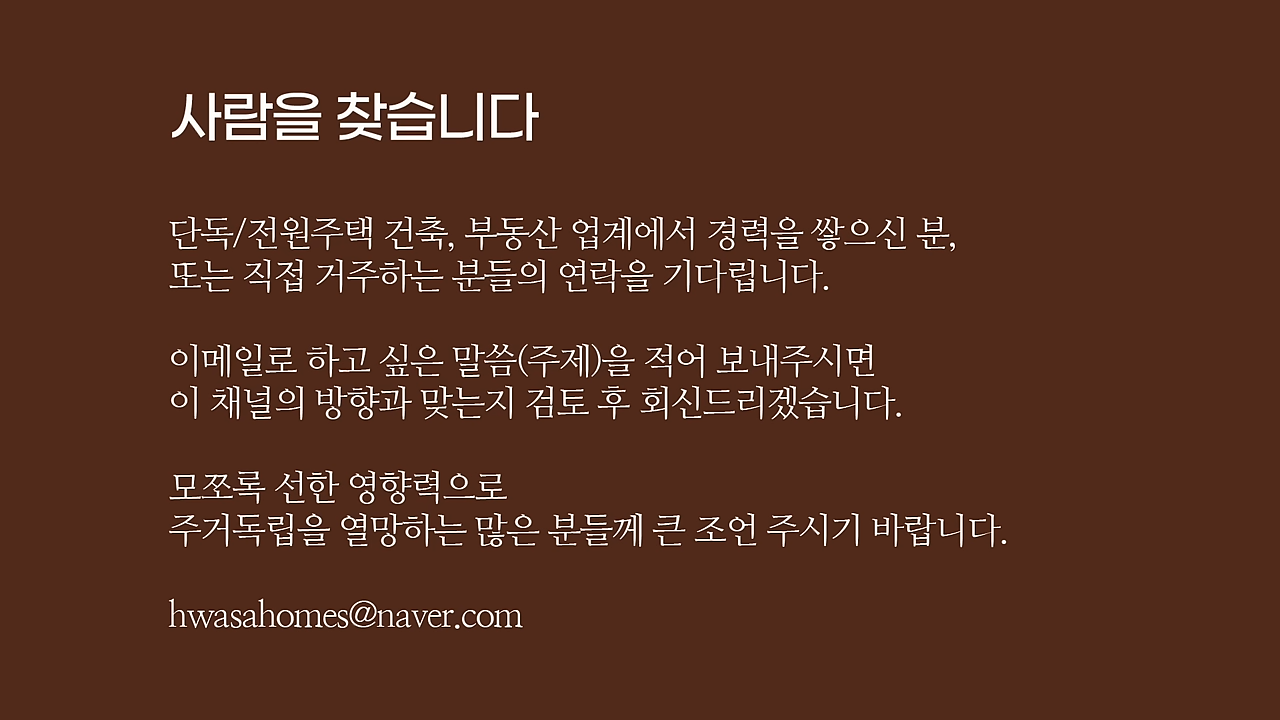 사람을 찾습니다
단독/전원주택 건축, 부동산 업계에서 경력을 쌓으신 분,
또는 직접 거주하는 분들의 연락을 기다립니다.
이메일로 하고 싶은 말씀(주제)을 적어 보내주시면
이 채널의 방향과 맞는지 검토 후 회신드리겠습니다.
모쪼록 선한 영향력으로
주거독립을 열망하는 많은 분들께 큰 조언 주시기 바랍니다.
hwasahomes@naver.com